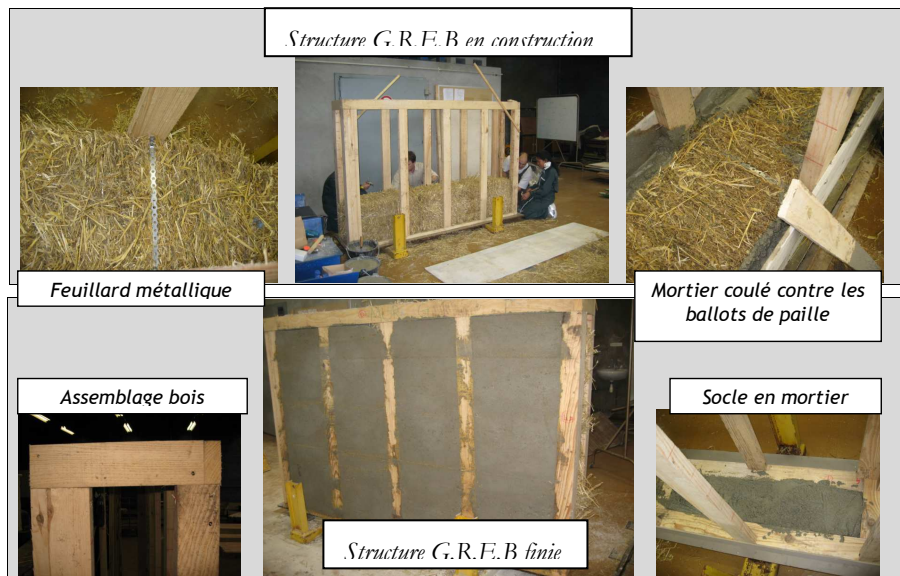 Structure G.R.E.B en construction
Feuillard métallique
Mortier coulé contre les
ballots de paille
Assemblage bois
Socle en mortier
Structure G.R.E.B finie